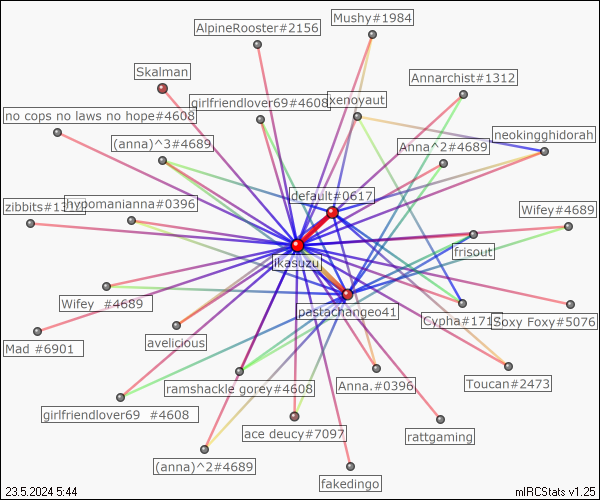 Mushy#1984
AlpineRooster#2156
Skalman
Annarchist#1312
girlfriendlover69#4608
xenoyaut
no cops no laws no hope#4608
neokingghidorah
(anna)^3#4689
Anna^2#4689
default#0617
zibbits#1312
hypomanianna#0396
Wifey#4689
frisout
ikasuzu
Wifey_#4689
pastachangeo41
Cypha#171
Soxy Foxy#5076
avelicious
Mad #6901
Toucan#2473
ramshackle gorey#4608
Anna.#0396
girlfriendlover69 #4608
ace deucy#7097
rattgaming
(anna)^2#4689
fakedingo
23.5.2024 5:44
mIRCStats v1.25